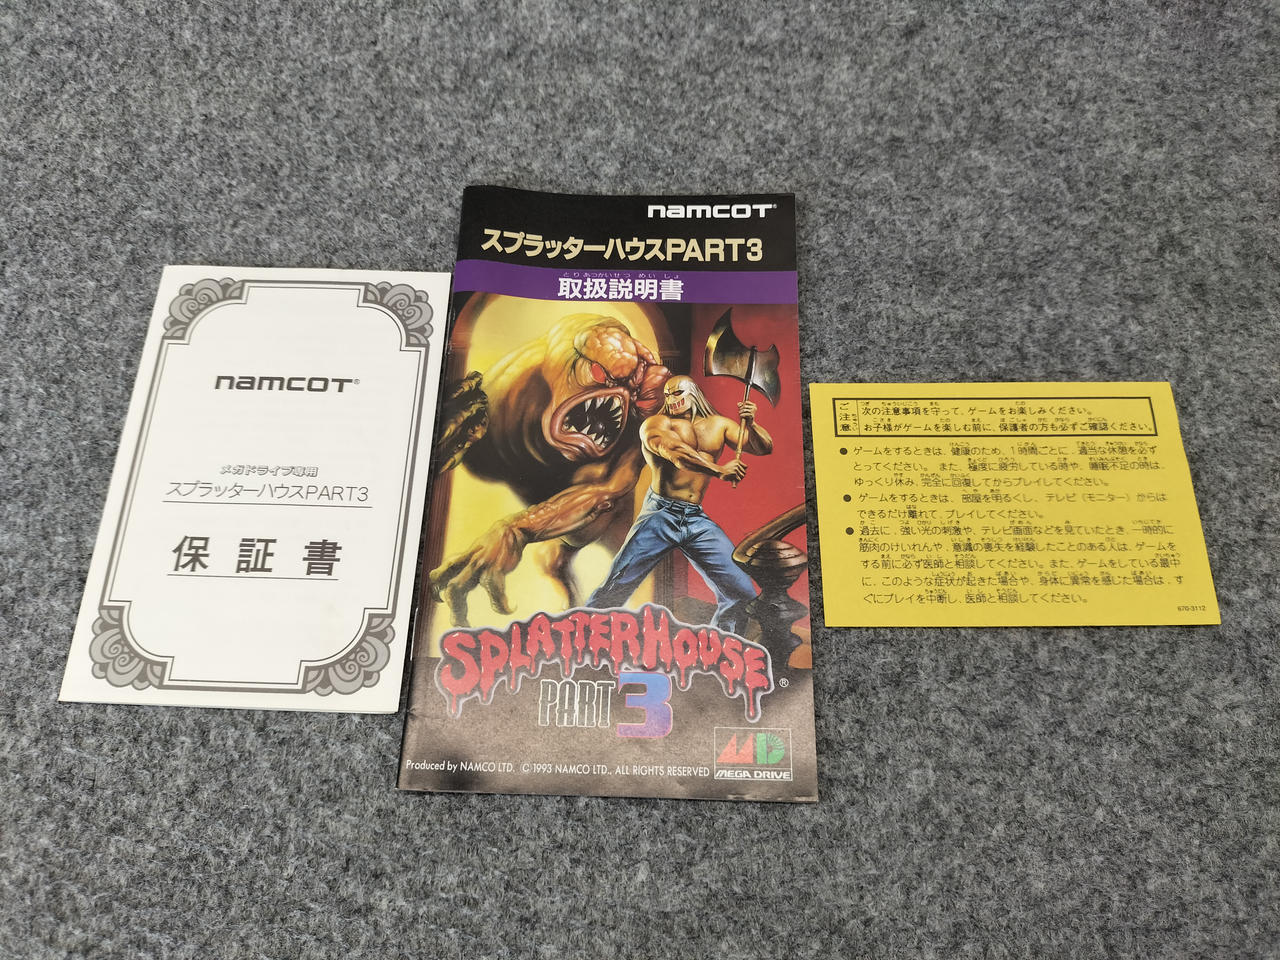 namcot®
メガドライブ専用
スプラッターハウスPART3
保証書
namcot®
スプラッターハウスPART3
とりあつかいせつめいしょ
取扱説明書
SPLATTERHOUSE
PART 3
®
Produced by NAMCO LTD. © 1993 NAMCO LTD., ALL RIGHTS RESERVED
MEGA DRIVE
ご注意
次の注意事項を守って、ゲームをお楽しみください。
お子様がゲームを楽しむ前に、保護者の方も必ずご確認ください。
● ゲームをするときは、健康のため、1時間ごとに、適当な休憩を必ず
とってください。また、極度に疲労している時や、睡眠不足の時は、
ゆっくり休み、完全に回復してからプレイしてください。
● ゲームをするときは、部屋を明るくし、テレビ（モニター）からは
できるだけ離れて、プレイしてください。
● 過去に、強い光の刺激や、テレビ画面などを見ていたとき、一時的に
筋肉のけいれんや、意識の喪失を経験したことのある人は、ゲームを
する前に必ず医師と相談してください。また、ゲームをしている最中
に、このような症状が起きた場合や、身体に異常を感じた場合は、す
ぐにプレイを中断し、医師と相談してください。
670-3112